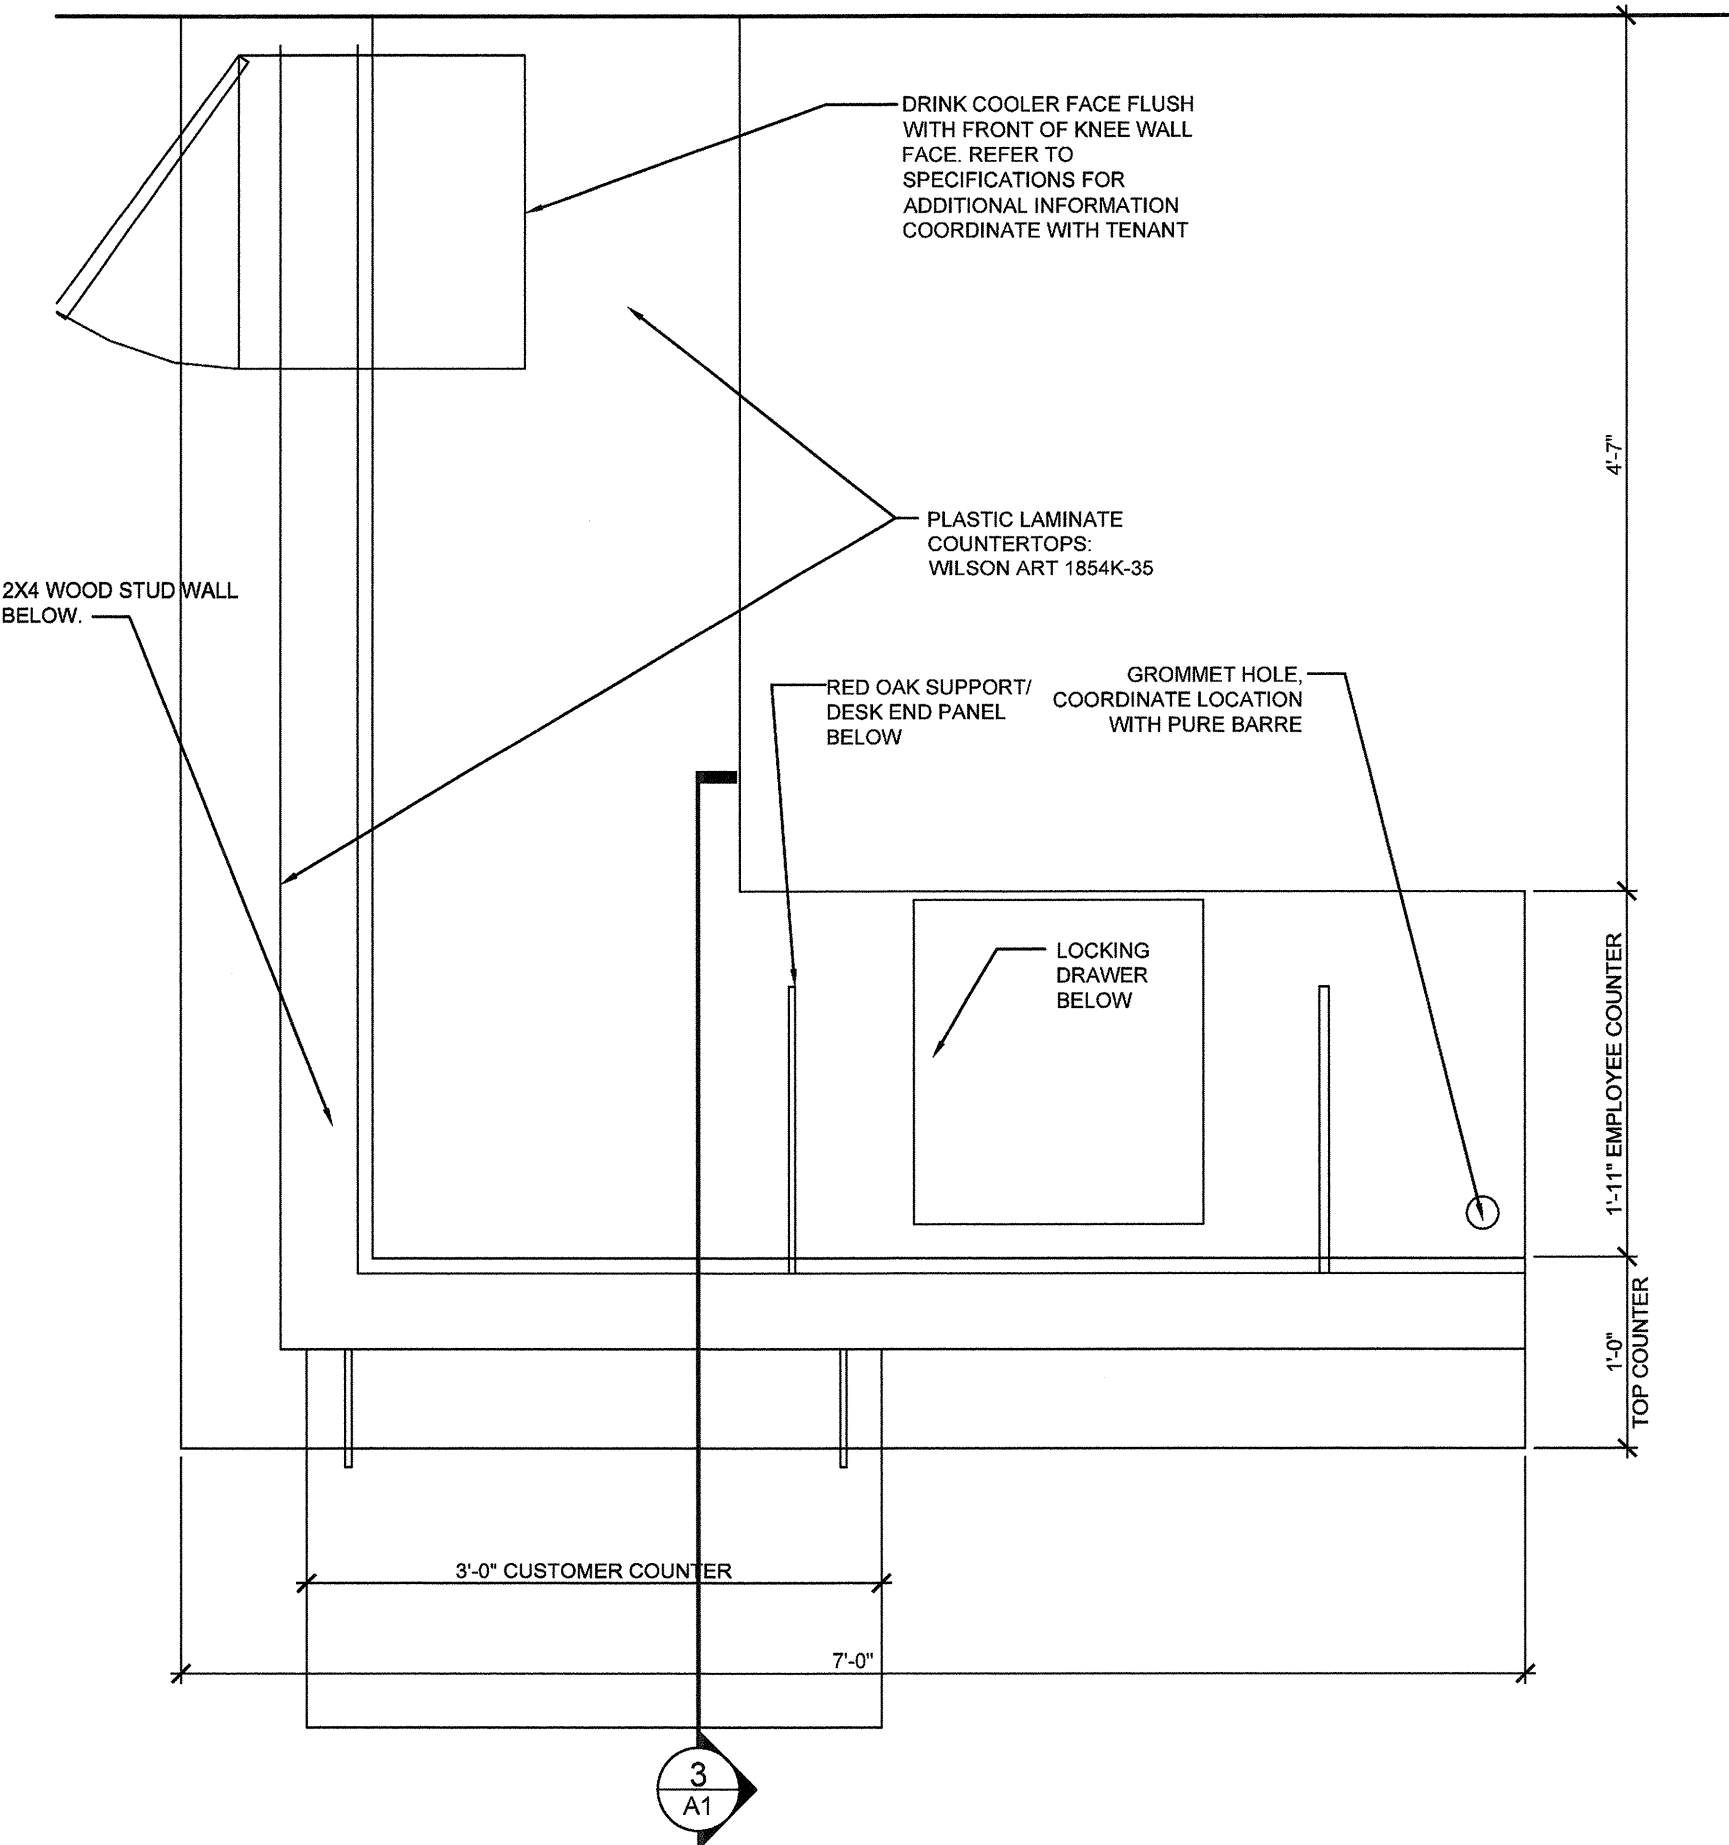 DRINK COOLER FACE FLUSH
WITH FRONT OF KNEE WALL
FACE. REFER TO
SPECIFICATIONS FOR
ADDITIONAL INFORMATION
COORDINATE WITH TENANT
4'-7"
PLASTIC LAMINATE
COUNTERTOPS:
WILSON ART 1854K-35
2X4 WOOD STUD WALL
BELOW.
RED OAK SUPPORT/
DESK END PANEL
BELOW
GROMMET HOLE,
COORDINATE LOCATION
WITH PURE BARRE
LOCKING
DRAWER
BELOW
1'-11" EMPLOYEE COUNTER
1'-0"
TOP COUNTER
3'-0" CUSTOMER COUNTER
7'-0"
3
A1